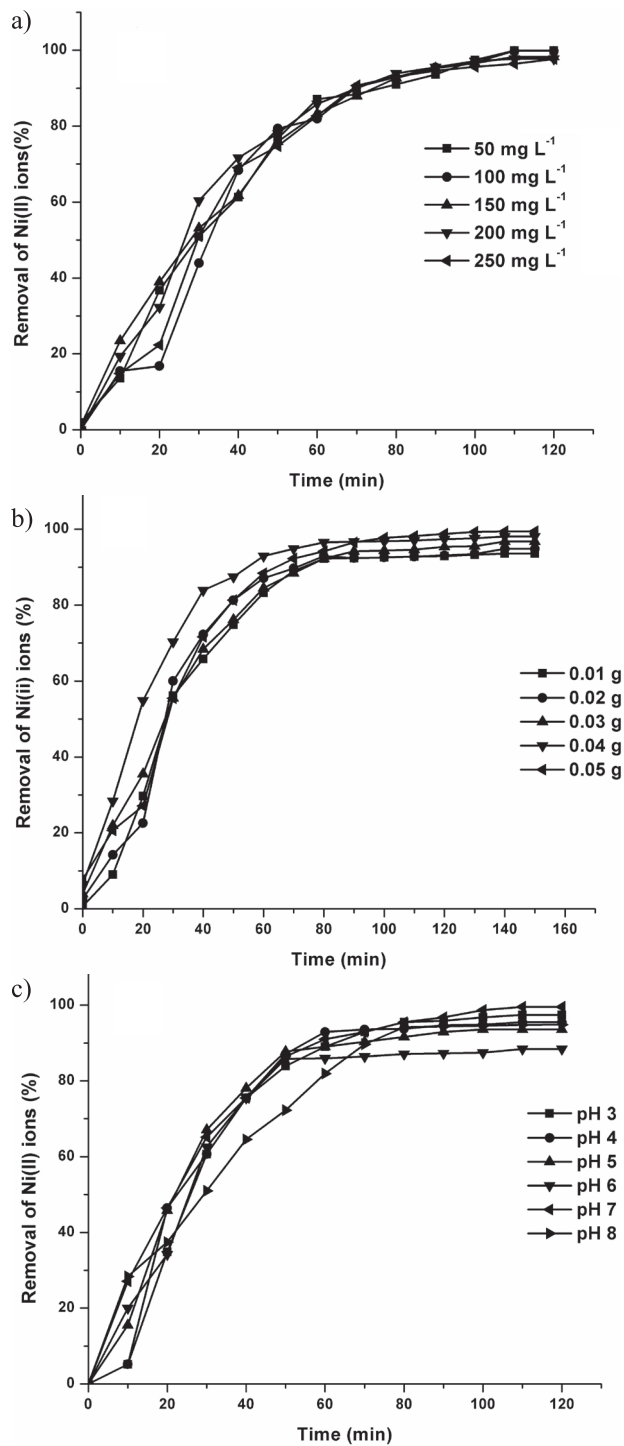 a)
Removal of Ni(II) ions(%)
100
80
60
40
20
0
50 mg L-1
100 mg L-1
150 mg L-1
200 mg L-1
250 mg L-1
0 20 40 60 80 100 120
Time (min)
b)
Removal of Ni(ii) ions (%)
100
80
60
40
20
0
0.01 g
0.02 g
0.03 g
0.04 g
0.05 g
0 20 40 60 80 100 120 140 160
Time (min)
c)
Removal of Ni(II) ions (%)
100
80
60
40
20
0
pH 3
pH 4
pH 5
pH 6
pH 7
pH 8
0 20 40 60 80 100 120
Time (min)